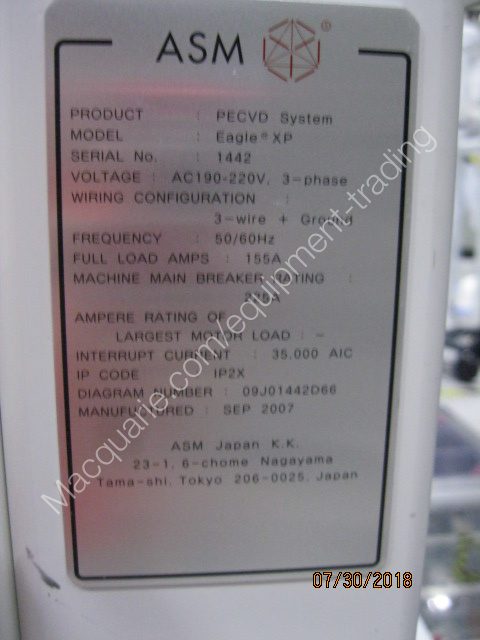 ASM ®
PRODUCT : PECVD System
MODEL : Eagle® XP
SERIAL No. : 1442
VOLTAGE : AC190-220V, 3-phase
WIRING CONFIGURATION :
3-wire + Ground
FREQUENCY : 50/60Hz
FULL LOAD AMPS : 155A
MACHINE MAIN BREAKER RATING :
225A
AMPERE RATING OF
LARGEST MOTOR LOAD : -
INTERRUPT CURRENT : 35,000 AIC
IP CODE : IP2X
DIAGRAM NUMBER : 09J01442D66
MANUFACTURED : SEP 2007
ASM Japan K.K.
23-1, 6-chome Nagayama
Tama-shi, Tokyo 206-0025, Japan
Macquarie.com/equipment-trading
07/30/2018